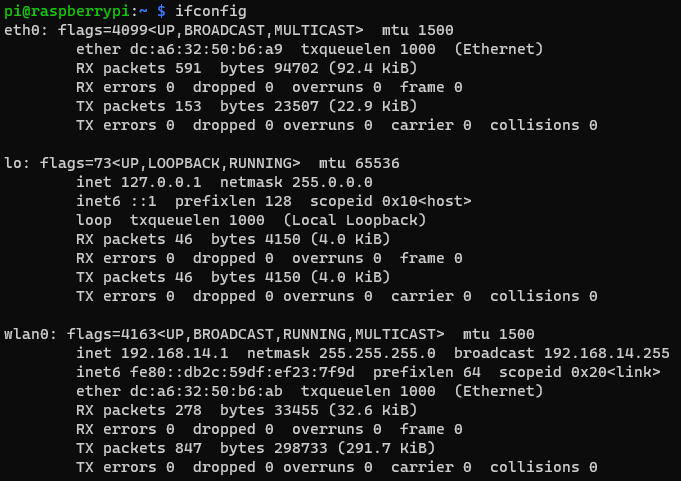 pi@raspberrypi:~ $ ifconfig
eth0: flags=4099<UP,BROADCAST,MULTICAST>  mtu 1500
        ether dc:a6:32:50:b6:a9  txqueuelen 1000  (Ethernet)
        RX packets 591  bytes 94702 (92.4 KiB)
        RX errors 0  dropped 0  overruns 0  frame 0
        TX packets 153  bytes 23507 (22.9 KiB)
        TX errors 0  dropped 0 overruns 0  carrier 0  collisions 0

lo: flags=73<UP,LOOPBACK,RUNNING>  mtu 65536
        inet 127.0.0.1  netmask 255.0.0.0
        inet6 ::1  prefixlen 128  scopeid 0x10<host>
        loop  txqueuelen 1000  (Local Loopback)
        RX packets 46  bytes 4150 (4.0 KiB)
        RX errors 0  dropped 0  overruns 0  frame 0
        TX packets 46  bytes 4150 (4.0 KiB)
        TX errors 0  dropped 0 overruns 0  carrier 0  collisions 0

wlan0: flags=4163<UP,BROADCAST,RUNNING,MULTICAST>  mtu 1500
        inet 192.168.14.1  netmask 255.255.255.0  broadcast 192.168.14.255
        inet6 fe80::db2c:59df:ef23:7f9d  prefixlen 64  scopeid 0x20<link>
        ether dc:a6:32:50:b6:ab  txqueuelen 1000  (Ethernet)
        RX packets 278  bytes 33455 (32.6 KiB)
        RX errors 0  dropped 0  overruns 0  frame 0
        TX packets 847  bytes 298733 (291.7 KiB)
        TX errors 0  dropped 0 overruns 0  carrier 0  collisions 0